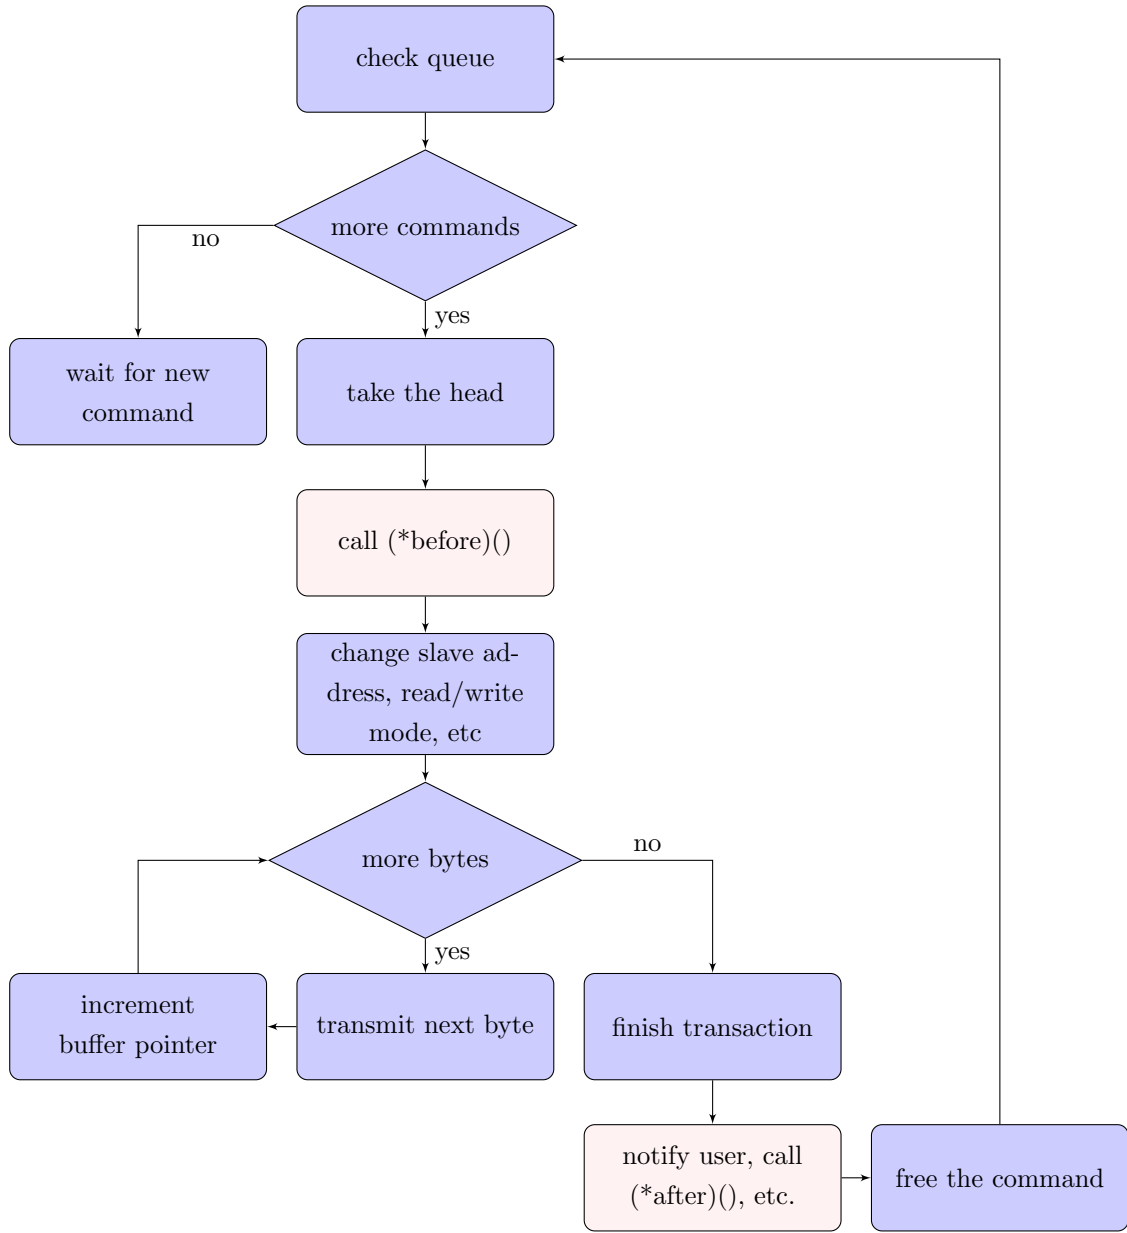 check queue
more commands
no
yes
wait for new
command
take the head
call (*before)()
change slave ad-
dress, read/write
mode, etc
more bytes
no
yes
increment
buffer pointer
transmit next byte
finish transaction
notify user, call
(*after)(), etc.
free the command